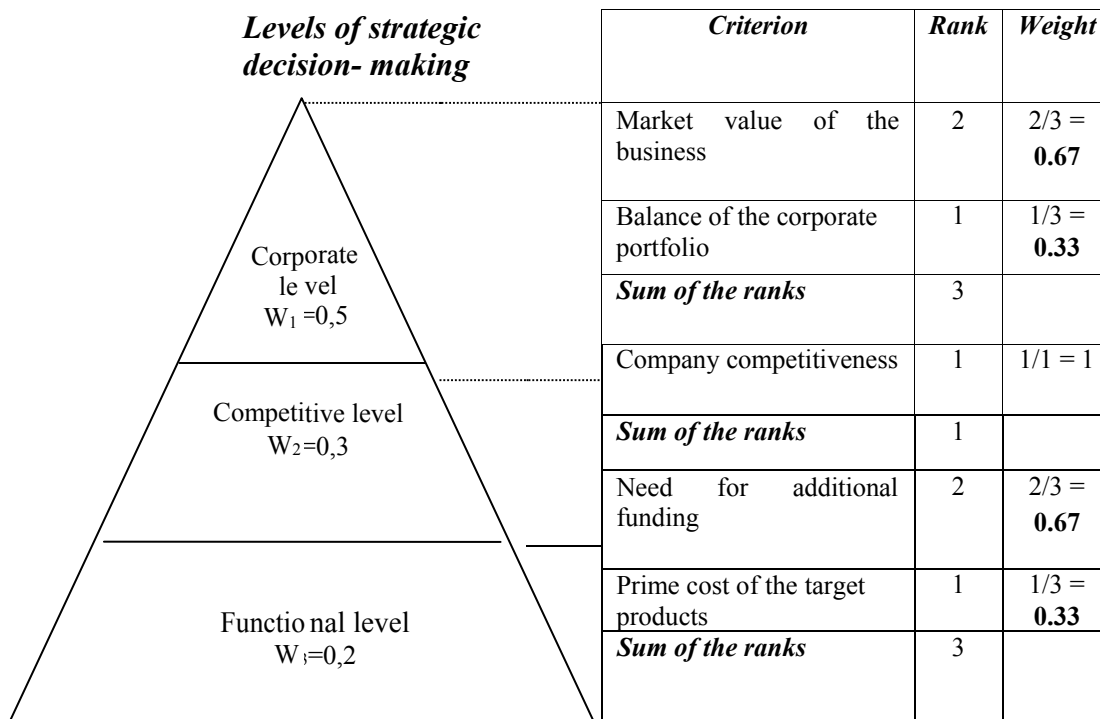 Levels of strategic
decision- making
Corporate
le vel
W₁ =0,5
Competitive level
W₂=0,3
Functio nal level
W₃=0,2
Criterion Rank Weight
Market value of the 2 2/3 =
business 0.67
Balance of the corporate 1 1/3 =
portfolio 0.33
Sum of the ranks 3
Company competitiveness 1 1/1 = 1
Sum of the ranks 1
Need for additional 2 2/3 =
funding 0.67
Prime cost of the target 1 1/3 =
products 0.33
Sum of the ranks 3